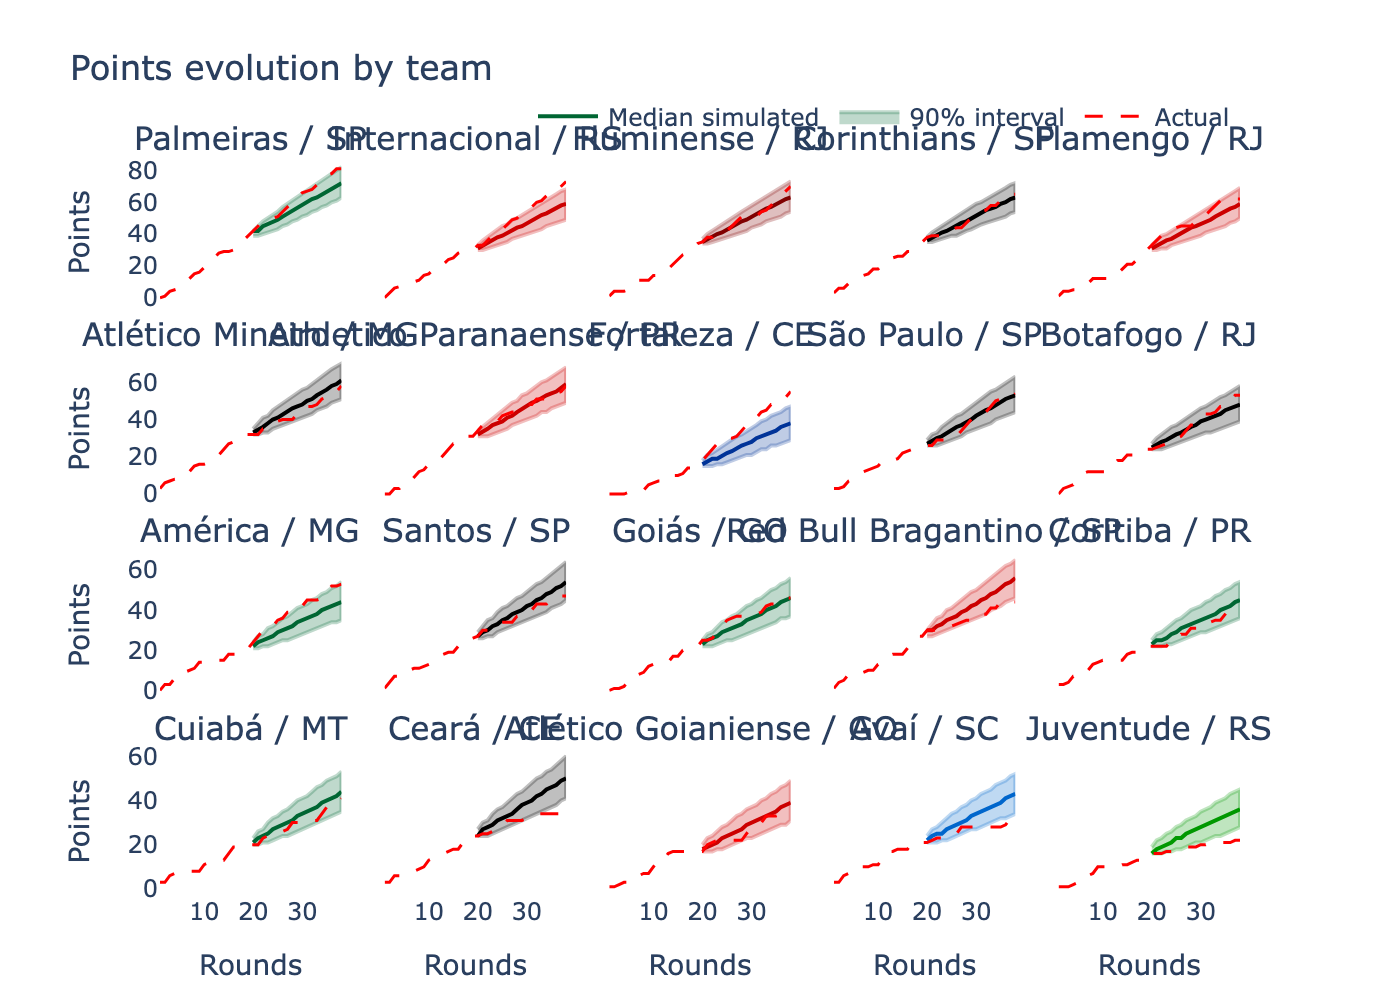 Points evolution by team
Median simulated 90% interval Actual
Palmeiras / SP Internacional / RS Fluminense / RJ Corinthians / SP Flamengo / RJ
80
60
40
20
0
Points
Atlético Mineiro / MG Athletico Paranaense / PR Fortaleza / CE São Paulo / SP Botafogo / RJ
60
40
20
0
Points
América / MG Santos / SP Goiás / GO Red Bull Bragantino / SP Coritiba / PR
60
40
20
0
Points
Cuiabá / MT Ceará / CE Atlético Goianiense / GO Avaí / SC Juventude / RS
60
40
20
0
Points
10 20 30 10 20 30 10 20 30 10 20 30 10 20 30
Rounds Rounds Rounds Rounds Rounds